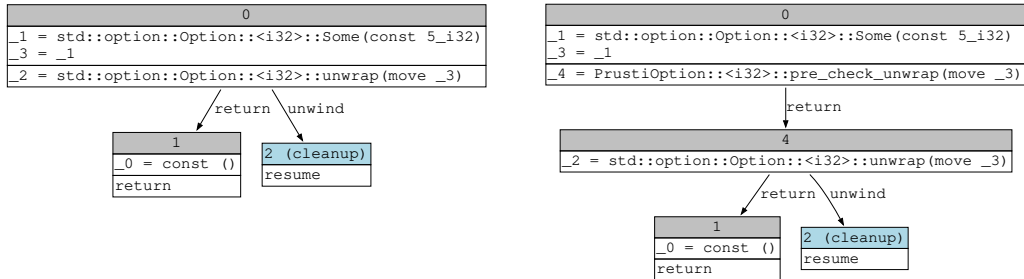 0
_1 = std::option::Option::<i32>::Some(const 5_i32)
_3 = _1
_2 = std::option::Option::<i32>::unwrap(move _3)
return unwind
1
_0 = const ()
return
2 (cleanup)
resume
0
_1 = std::option::Option::<i32>::Some(const 5_i32)
_3 = _1
_4 = PrustiOption::<i32>::pre_check_unwrap(move _3)
return
4
_2 = std::option::Option::<i32>::unwrap(move _3)
return unwind
1
_0 = const ()
return
2 (cleanup)
resume